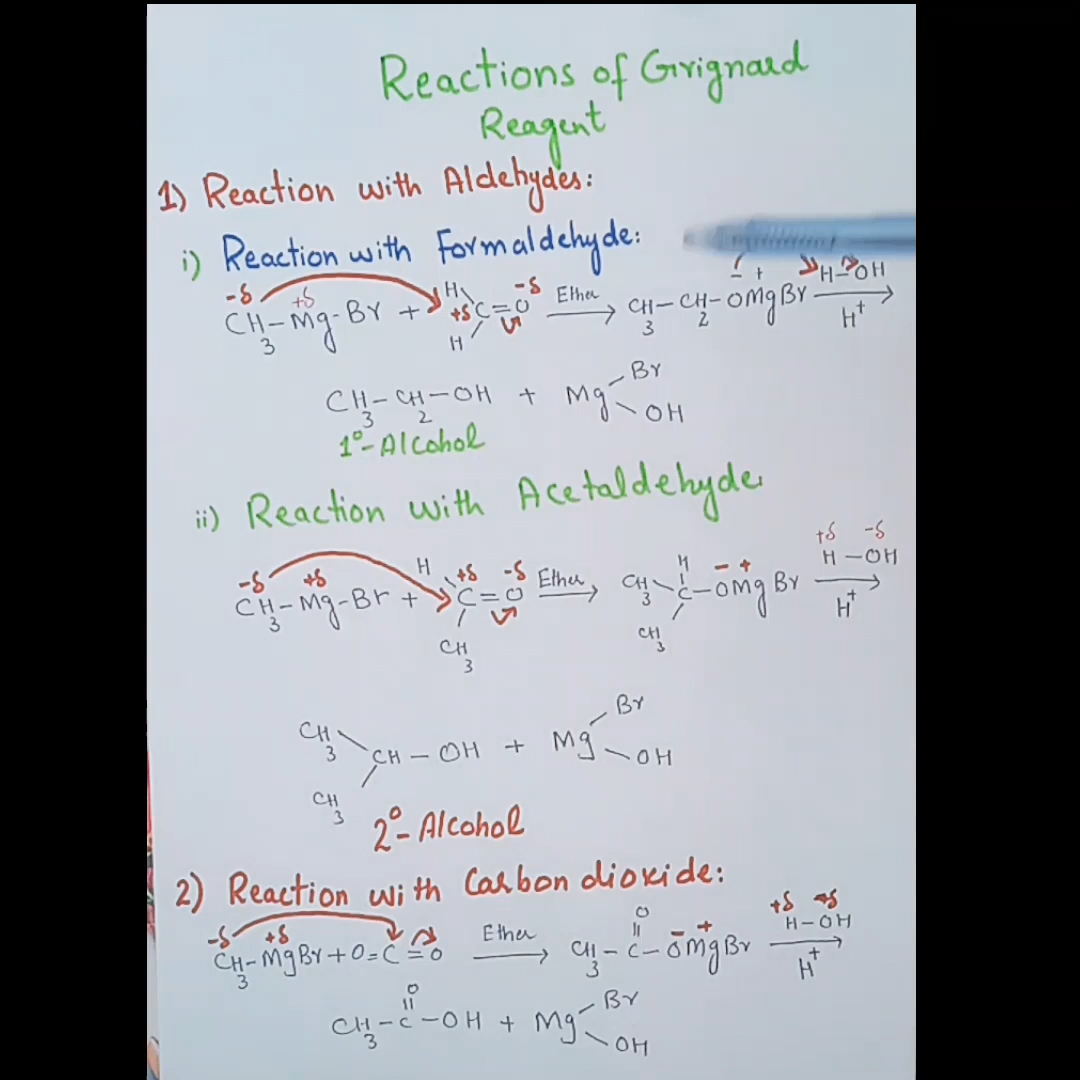 Reactions of Grignard
Reagent
1) Reaction with Aldehydes:
i) Reaction with Formaldehyde:
-δ +δ H +δ -δ Ether - + H-OH
CH3-Mg-Br + C=O → CH3-CH2-OMgBr →
H H+
CH3-CH2-OH + Mg Br
OH
1°-Alcohol
ii) Reaction with Acetaldehyde
-δ +δ H +δ -δ Ether H - + +δ -δ
CH3-Mg-Br + C=O → CH3 C-OMgBr H-OH →
CH3 CH3 H+
CH3 CH-OH + Mg Br
CH3 OH
2°-Alcohol
2) Reaction with Carbon dioxide:
-δ +δ Ether O - + +δ -δ
CH3-MgBr + O=C=O → CH3-C-OMgBr H-OH →
H+
O Br
CH3-C-OH + Mg
OH